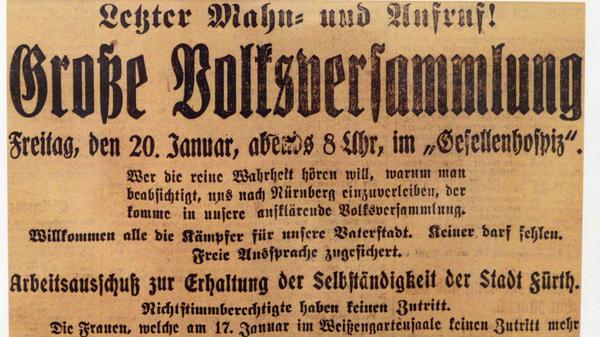 Letzter Mahn- und Aufruf!
Große Volksversammlung
Freitag, den 20. Januar, abends 8 Uhr, im „Gesellenhospiz“.
Wer die reine Wahrheit hören will, warum man
beabsichtigt, uns nach Nürnberg einzuverleiben, der
komme in unsere aufklärende Volksversammlung.
Willkommen alle die Kämpfer für unsere Vaterstadt. Keiner darf fehlen.
Freie Aussprache zugesichert.
Arbeitsausschuß zur Erhaltung der Selbständigkeit der Stadt Fürth.
Nichtstimmberechtigte haben keinen Zutritt.
Die Frauen, welche am 17. Januar im Weißengartensaale keinen Zutritt mehr